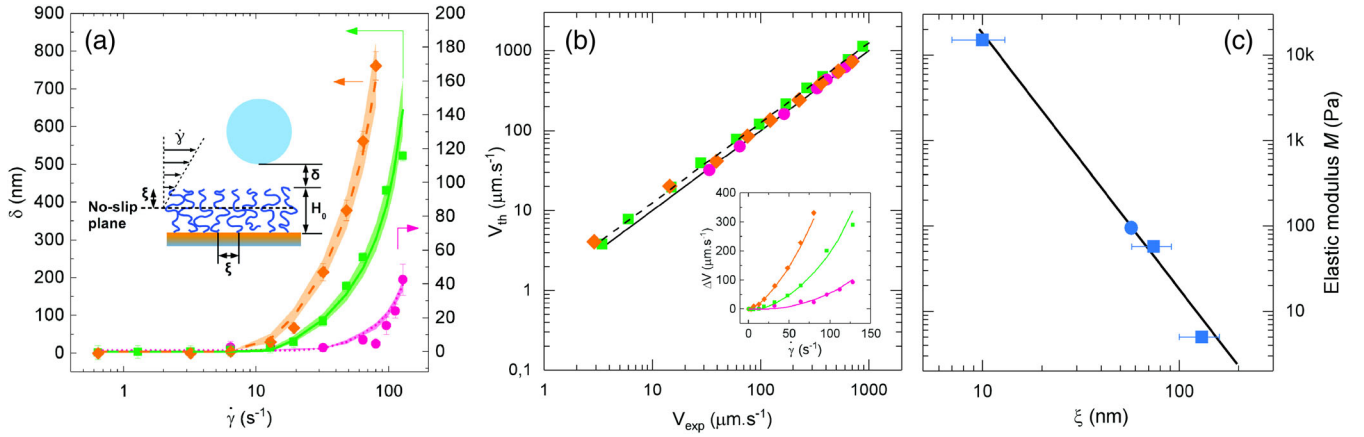 (a)
900
800
700
600
500
400
300
200
100
0
δ (nm)
200
180
160
140
120
100
80
60
40
20
0
1
10
100
γ̇ (s⁻¹)
γ̇
ξ
No-slip
plane
δ
H₀
ξ
(b)
1000
100
10
1
0,1
V_th (μm.s⁻¹)
1
10
100
1000
V_exp (μm.s⁻¹)
400
300
200
100
0
ΔV (μm.s⁻¹)
0
50
100
150
γ̇ (s⁻¹)
(c)
10k
1k
100
10
Elastic modulus M (Pa)
10
100
ξ (nm)